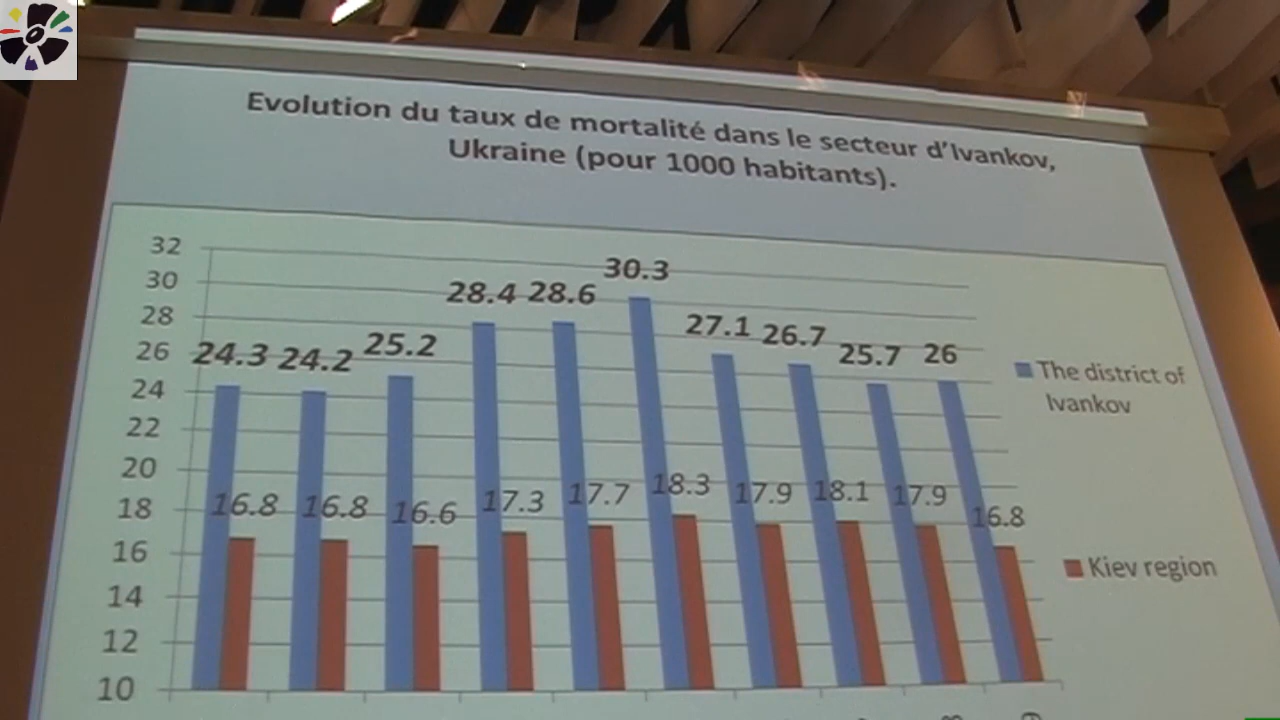 Evolution du taux de mortalité dans le secteur d'Ivankov,
Ukraine (pour 1000 habitants).
32
30
28
26
24
22
20
18
16
14
12
10
24.3 24.2 25.2 28.4 28.6 30.3 27.1 26.7 25.7 26
16.8 16.8 16.6 17.3 17.7 18.3 17.9 18.1 17.9 16.8
The district of
Ivankov
Kiev region